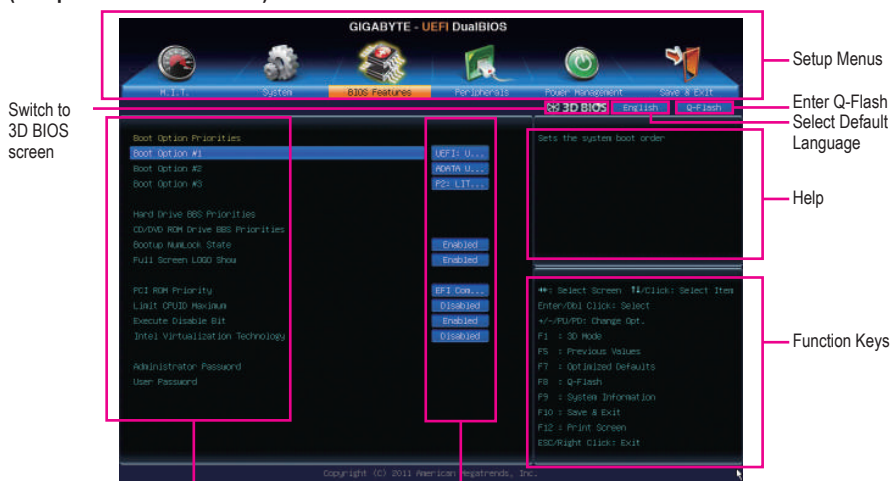 GIGABYTE - UEFI DualBIOS
M.I.T.
System
BIOS Features
Peripherals
Power Management
Save & Exit
Setup Menus
Switch to
3D BIOS
screen
3D BIOS
English
Q-Flash
Enter Q-Flash
Select Default
Language
Boot Option Priorities
Boot Option #1 UEFI: U...
Boot Option #2 ADATA U...
Boot Option #3 P2: LIT...
Hard Drive BBS Priorities
CD/DVD ROM Drive BBS Priorities
Bootup NumLock State Enabled
Full Screen LOGO Show Enabled
PCI ROM Priority EFI Com...
Limit CPUID Maximum Disabled
Execute Disable Bit Enabled
Intel Virtualization Technology Disabled
Administrator Password
User Password
Sets the system boot order
Help
↔: Select Screen ↑↓/Click: Select Item
Enter/Dbl Click: Select
+/-/PU/PD: Change Opt.
F1 : 3D Mode
F5 : Previous Values
F7 : Optimized Defaults
F8 : Q-Flash
F9 : System Information
F10 : Save & Exit
F12 : Print Screen
ESC/Right Click: Exit
Function Keys
Copyright (C) 2011 American Megatrends, Inc.